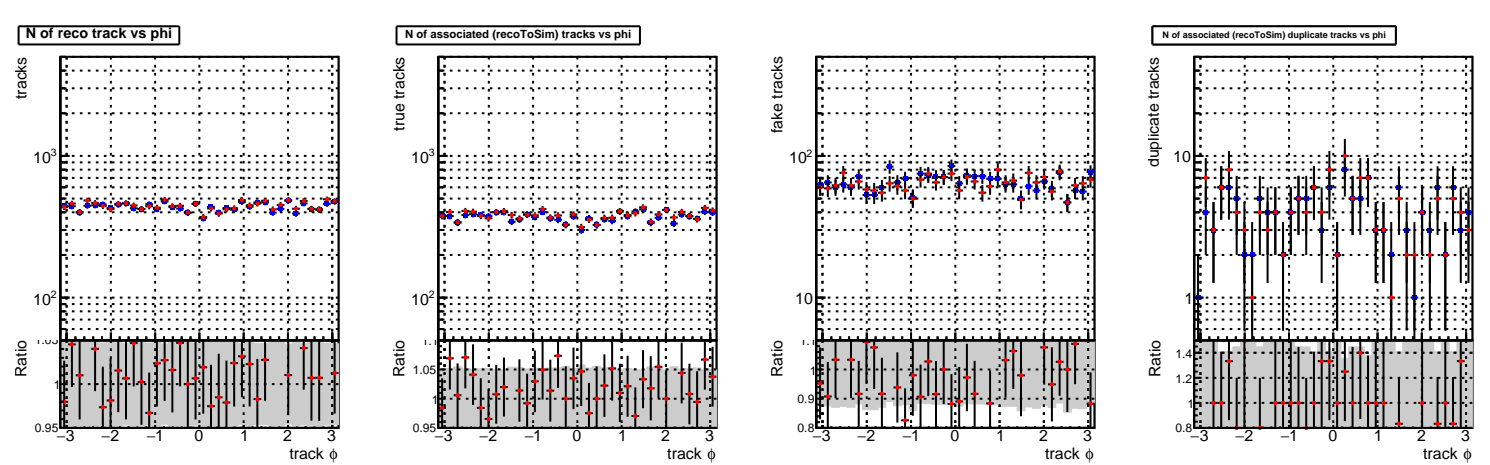 N of reco track vs phi
tracks
10³
10²
Ratio
1.05
1
0.95
−3 −2 −1 0 1 2 3
track ϕ
N of associated (recoToSim) tracks vs phi
true tracks
10³
10²
Ratio
1.1
1.05
1
0.95
−3 −2 −1 0 1 2 3
track ϕ
fake tracks
10²
10
Ratio
1.1
1
0.9
0.8
−3 −2 −1 0 1 2 3
track ϕ
N of associated (recoToSim) duplicate tracks vs phi
duplicate tracks
10
1
Ratio
1.4
1.2
1
0.8
−3 −2 −1 0 1 2 3
track ϕ